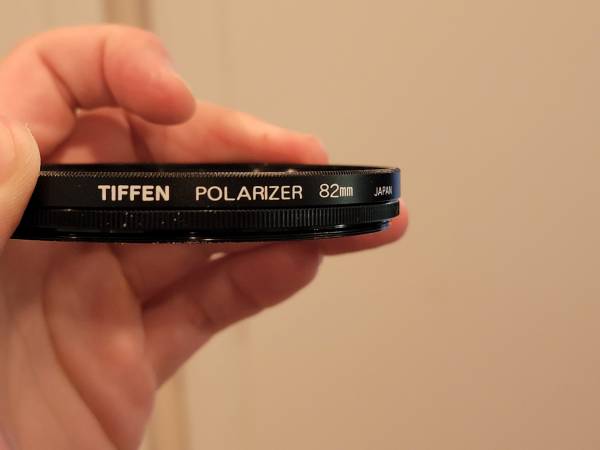 TIFFEN POLARIZER 82mm JAPAN